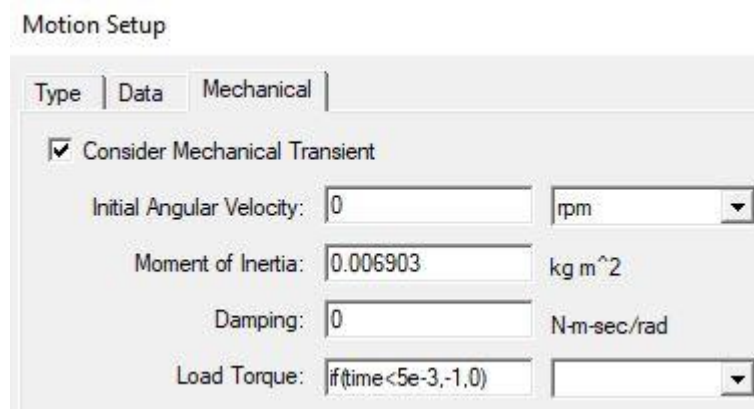 Motion Setup
Type Data Mechanical
Consider Mechanical Transient
Initial Angular Velocity: 0 rpm
Moment of Inertia: 0.006903 kg m^2
Damping: 0 N-m-sec/rad
Load Torque: if(time<5e-3,-1,0)